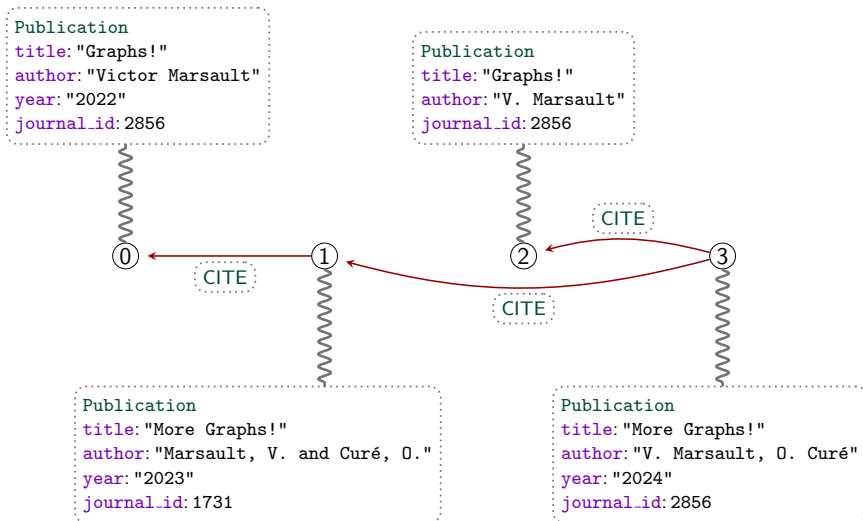 Publication
title: "Graphs!"
author: "Victor Marsault"
year: "2022"
journal_id: 2856
Publication
title: "Graphs!"
author: "V. Marsault"
journal_id: 2856
CITE
0
1
2
3
CITE
CITE
Publication
title: "More Graphs!"
author: "Marsault, V. and Curé, O."
year: "2023"
journal_id: 1731
Publication
title: "More Graphs!"
author: "V. Marsault, O. Curé"
year: "2024"
journal_id: 2856